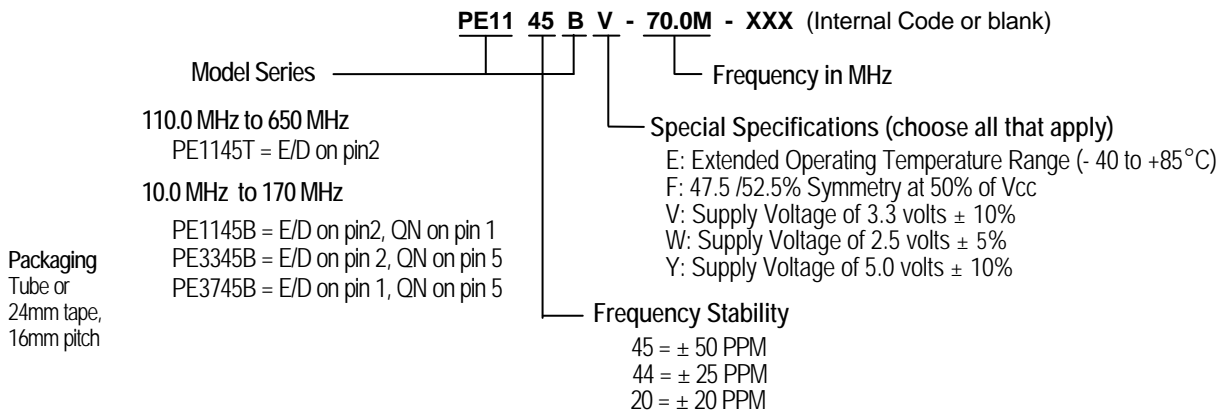 PE11 45 B V - 70.0M - XXX (Internal Code or blank)
Model Series
Frequency in MHz
110.0 MHz to 650 MHz
PE1145T = E/D on pin2
10.0 MHz to 170 MHz
PE1145B = E/D on pin2, QN on pin 1
PE3345B = E/D on pin 2, QN on pin 5
PE3745B = E/D on pin 1, QN on pin 5
Special Specifications (choose all that apply)
E: Extended Operating Temperature Range (- 40 to +85°C)
F: 47.5 /52.5% Symmetry at 50% of Vcc
V: Supply Voltage of 3.3 volts ± 10%
W: Supply Voltage of 2.5 volts ± 5%
Y: Supply Voltage of 5.0 volts ± 10%
Packaging
Tube or
24mm tape,
16mm pitch
Frequency Stability
45 = ± 50 PPM
44 = ± 25 PPM
20 = ± 20 PPM